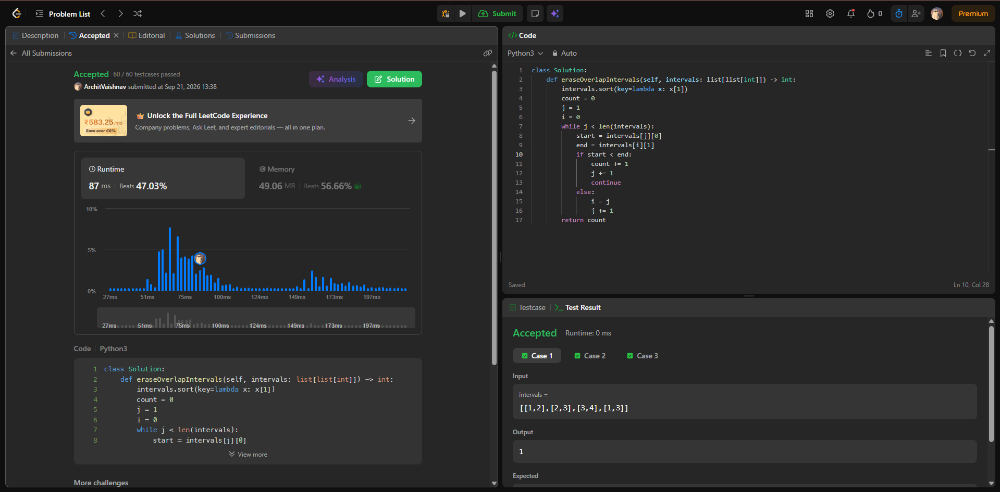 Problem List
Submit
0
Premium
Description
Accepted
Editorial
Solutions
Submissions
All Submissions
Accepted 60 / 60 testcases passed
ArchitVaishnav submitted at Sep 21, 2026 13:38
Analysis
Solution
₹583.25/mo
Save over 56%
Unlock the Full LeetCode Experience
Company problems, Ask Leet, and expert editorials — all in one plan.
Runtime
87 ms | Beats 47.03%
Memory
49.06 MB | Beats 56.66%
10%
5%
0%
27ms 51ms 75ms 100ms 124ms 149ms 173ms 197ms
27ms 51ms 75ms 100ms 124ms 149ms 173ms 197ms
Code | Python3
1 class Solution:
2     def eraseOverlapIntervals(self, intervals: list[list[int]]) -> int:
3         intervals.sort(key=lambda x: x[1])
4         count = 0
5         j = 1
6         i = 0
7         while j < len(intervals):
8             start = intervals[j][0]
View more
More challenges
</> Code
Python3
Auto
1 class Solution:
2     def eraseOverlapIntervals(self, intervals: list[list[int]]) -> int:
3         intervals.sort(key=lambda x: x[1])
4         count = 0
5         j = 1
6         i = 0
7         while j < len(intervals):
8             start = intervals[j][0]
9             end = intervals[i][1]
10             if start < end:
11                 count += 1
12                 j += 1
13                 continue
14             else:
15                 i = j
16                 j += 1
17         return count
Saved
Ln 10, Col 28
Testcase
Test Result
Accepted Runtime: 0 ms
Case 1
Case 2
Case 3
Input
intervals =
[[1,2],[2,3],[3,4],[1,3]]
Output
1
Expected